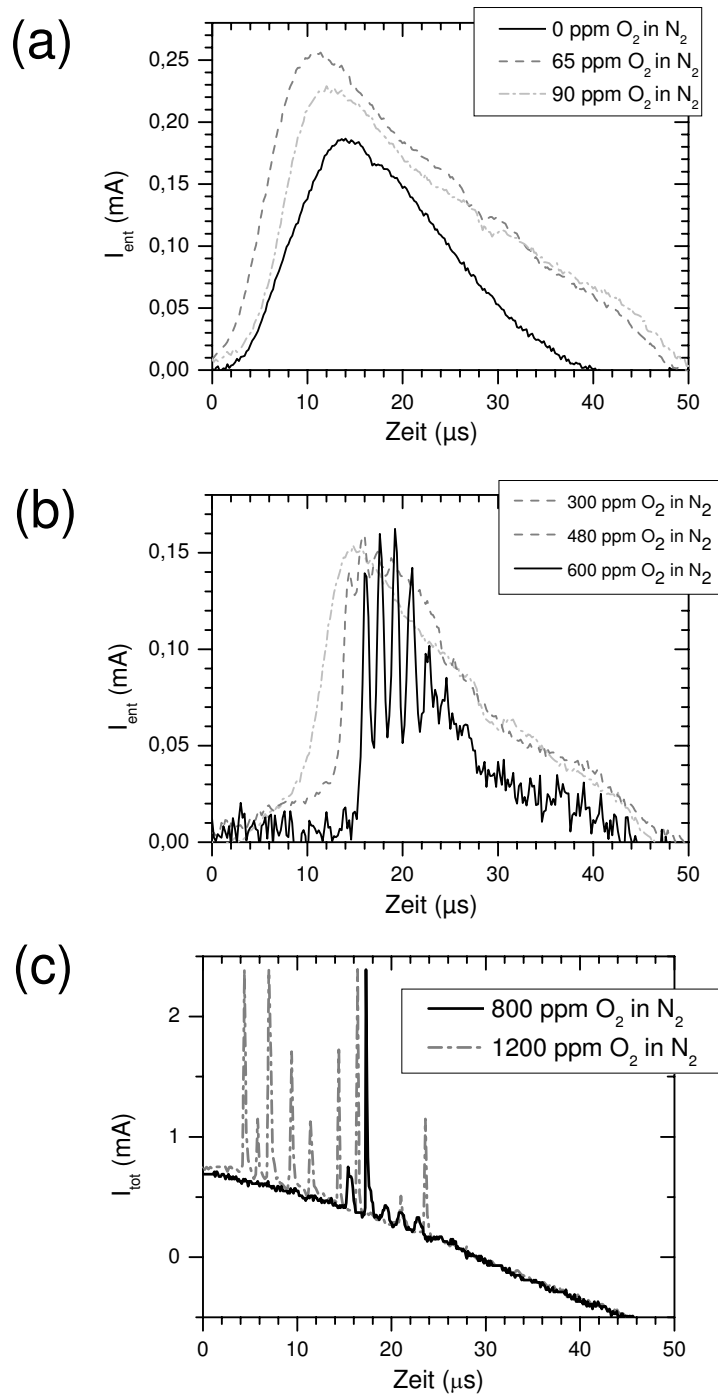 (a)
0 ppm O₂ in N₂
65 ppm O₂ in N₂
90 ppm O₂ in N₂
0,25
0,20
0,15
0,10
0,05
0,00
I_ent (mA)
0 10 20 30 40 50
Zeit (µs)
(b)
300 ppm O₂ in N₂
480 ppm O₂ in N₂
600 ppm O₂ in N₂
0,15
0,10
0,05
0,00
I_ent (mA)
0 10 20 30 40 50
Zeit (µs)
(c)
800 ppm O₂ in N₂
1200 ppm O₂ in N₂
2
1
0
I_tot (mA)
0 10 20 30 40 50
Zeit (µs)